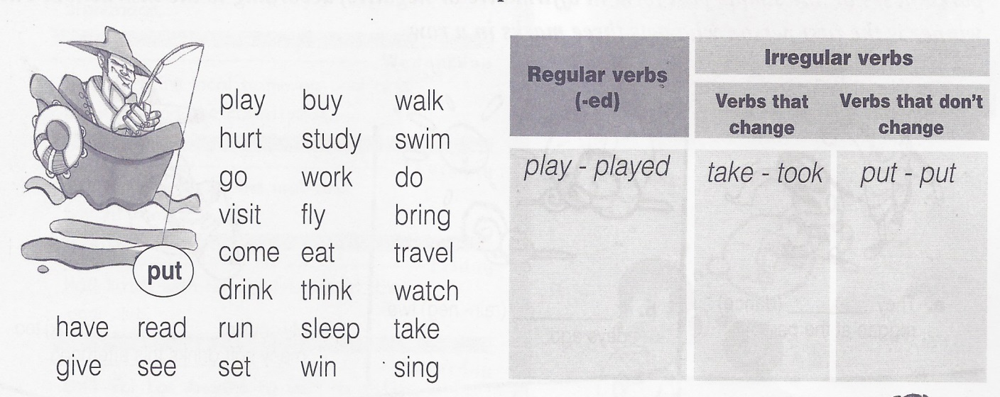 play buy walk
hurt study swim
go work do
visit fly bring
come eat travel
put
drink think watch
have read run sleep take
give see set win sing
Regular verbs
(-ed)
Irregular verbs
Verbs that
change
Verbs that don't
change
play - played
take - took
put - put